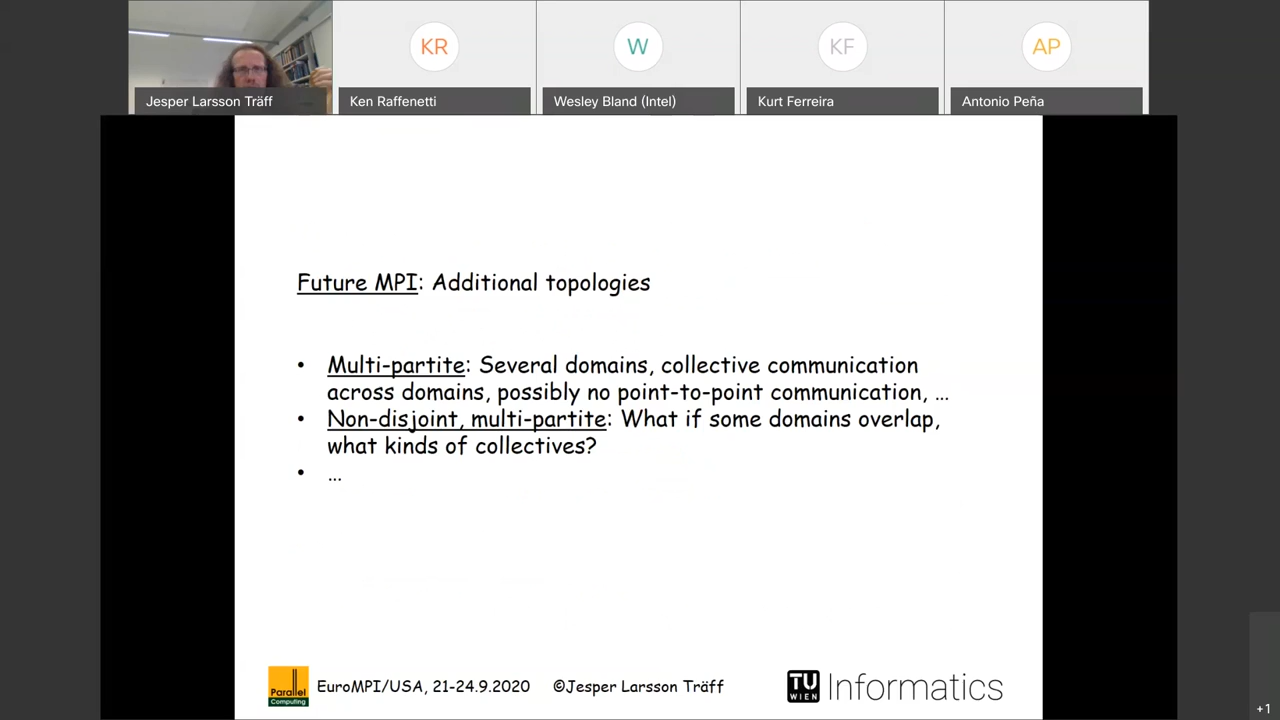 KR
W
KF
AP
Jesper Larsson Träff
Ken Raffenetti
Wesley Bland (Intel)
Kurt Ferreira
Antonio Peña
Future MPI: Additional topologies
• Multi-partite: Several domains, collective communication
across domains, possibly no point-to-point communication, ...
• Non-disjoint, multi-partite: What if some domains overlap,
what kinds of collectives?
• ...
Parallel
Computing
EuroMPI/USA, 21-24.9.2020 ©Jesper Larsson Träff
TU
WIEN
Informatics
+1